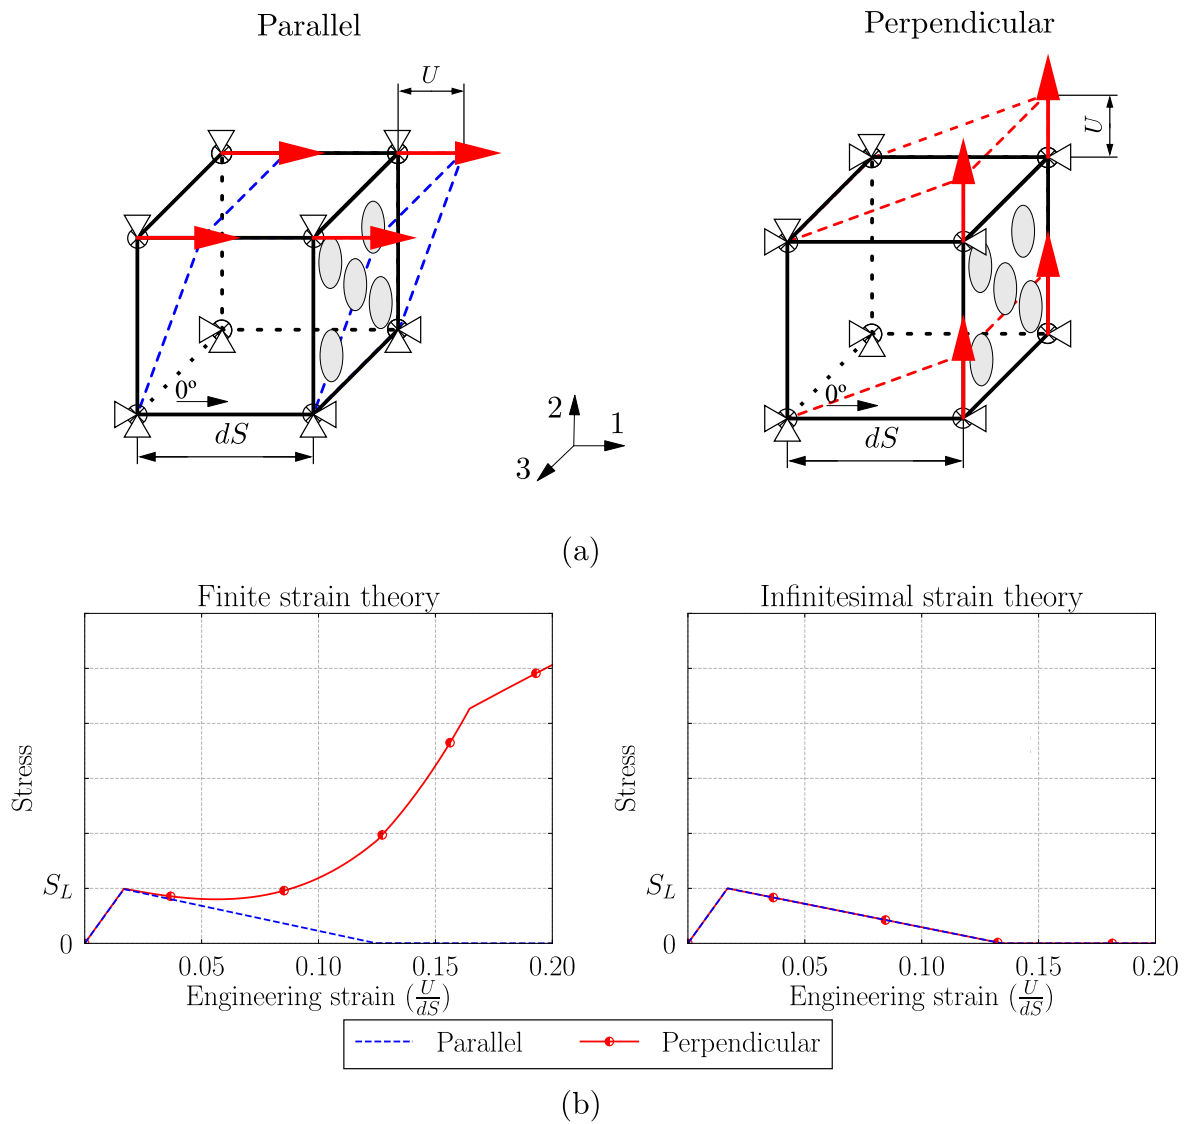 Parallel
Perpendicular
U
U
0º
dS
2
1
3
0º
dS
(a)
Finite strain theory
Infinitesimal strain theory
Stress
S_L
0
0.05 0.10 0.15 0.20
Engineering strain (U/dS)
Stress
S_L
0
0.05 0.10 0.15 0.20
Engineering strain (U/dS)
Parallel
Perpendicular
(b)